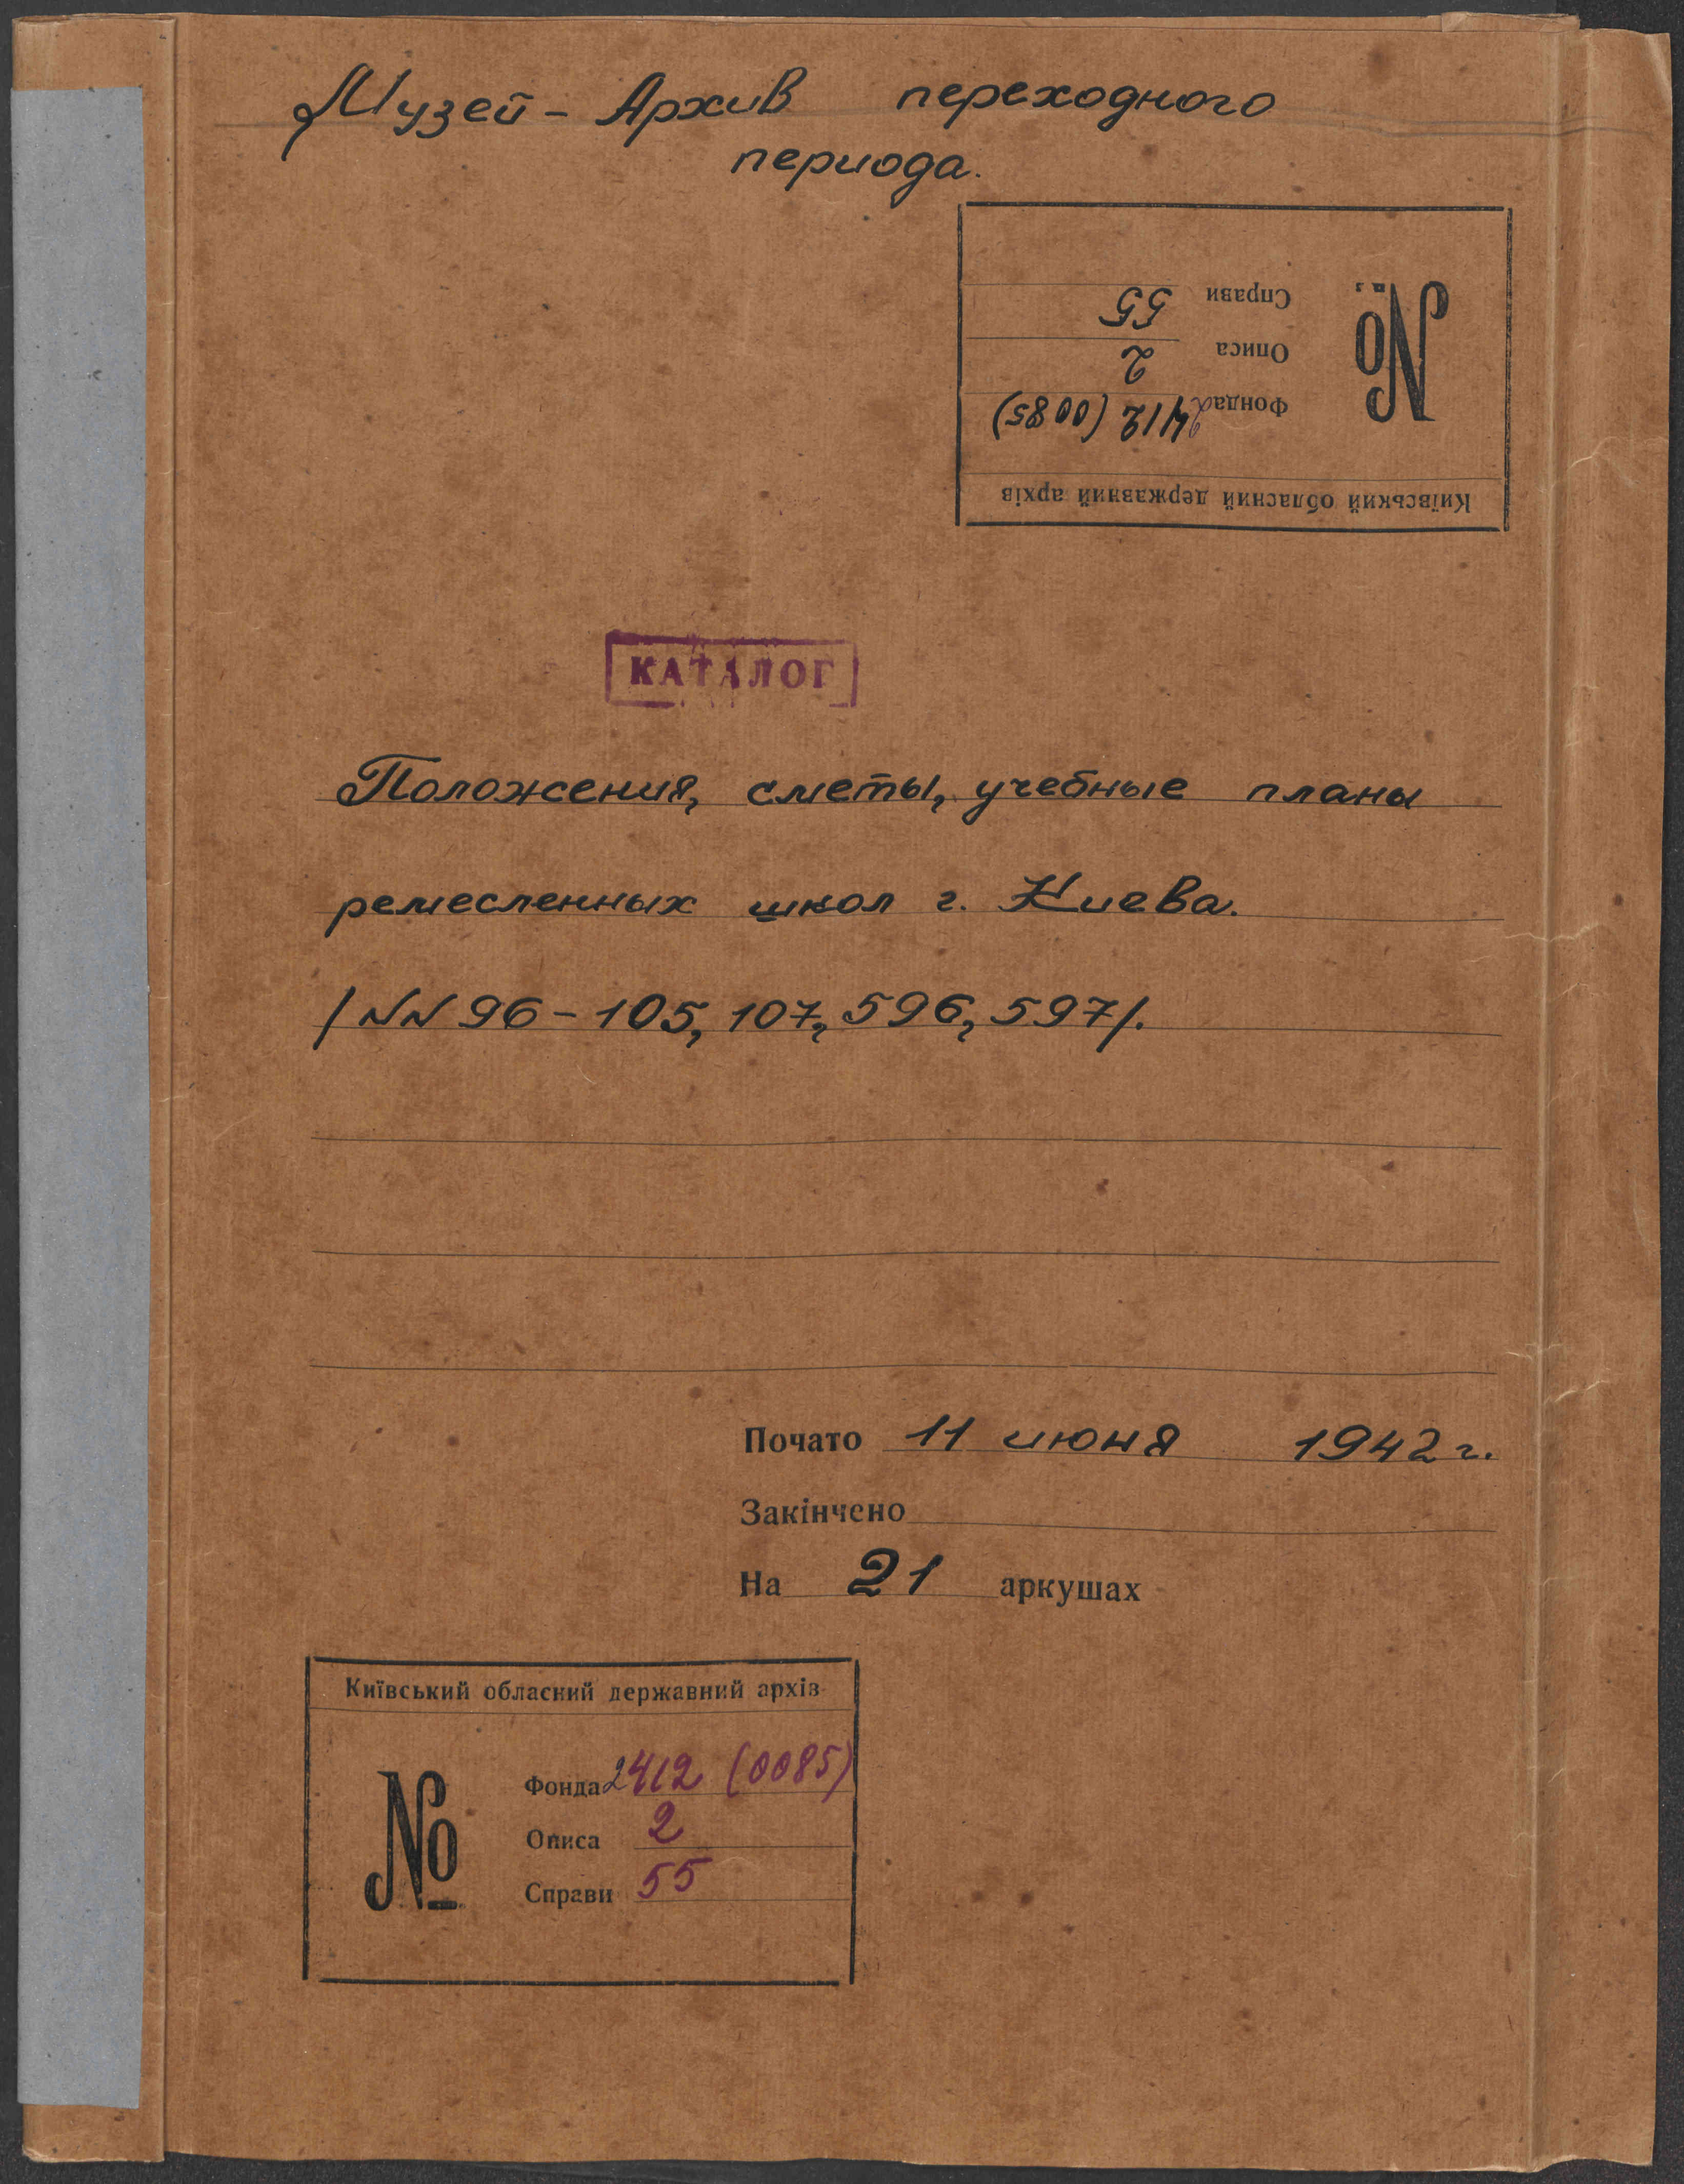 Музей - Архив переходного
периода.
Київський обласний державний архів
№
Фонда 2412 (0085)
Описа 2
Справи 55
КАТАЛОГ
Положения, сметы, учебные планы
ремесленных школ г. Киева.
/NN 96 - 105, 107, 596, 597/.
Почато 11 июня 1942 г.
Закінчено
На 21 аркушах
Київський обласний державний архів
№
Фонда 2412 (0085)
Описа 2
Справи 55